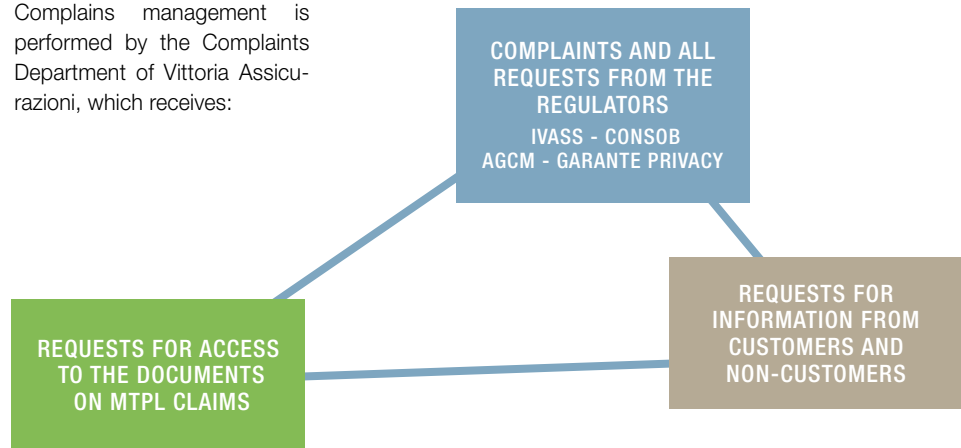 Complains management is
performed by the Complaints
Department of Vittoria Assicu-
razioni, which receives:
COMPLAINTS AND ALL
REQUESTS FROM THE
REGULATORS
IVASS - CONSOB
AGCM - GARANTE PRIVACY
REQUESTS FOR
INFORMATION FROM
CUSTOMERS AND
NON-CUSTOMERS
REQUESTS FOR ACCESS
TO THE DOCUMENTS
ON MTPL CLAIMS